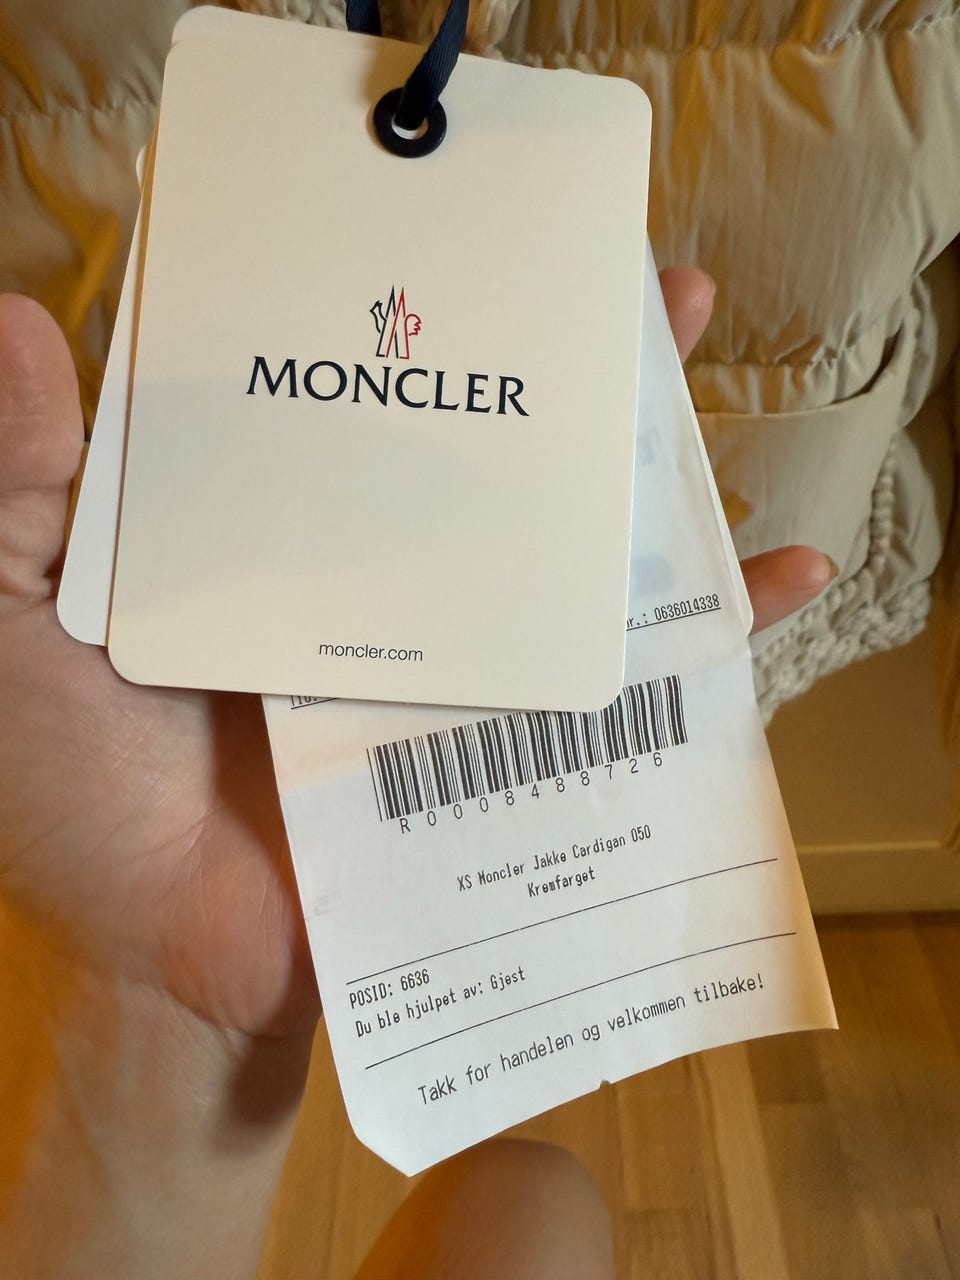 MONCLER
moncler.com
nr.: 0636014338
R0008488726
XS Moncler Jakke Cardigan 050
Kremfarget
POSID: 6636
Du ble hjulpet av: Gjest
Takk for handelen og velkommen tilbake!